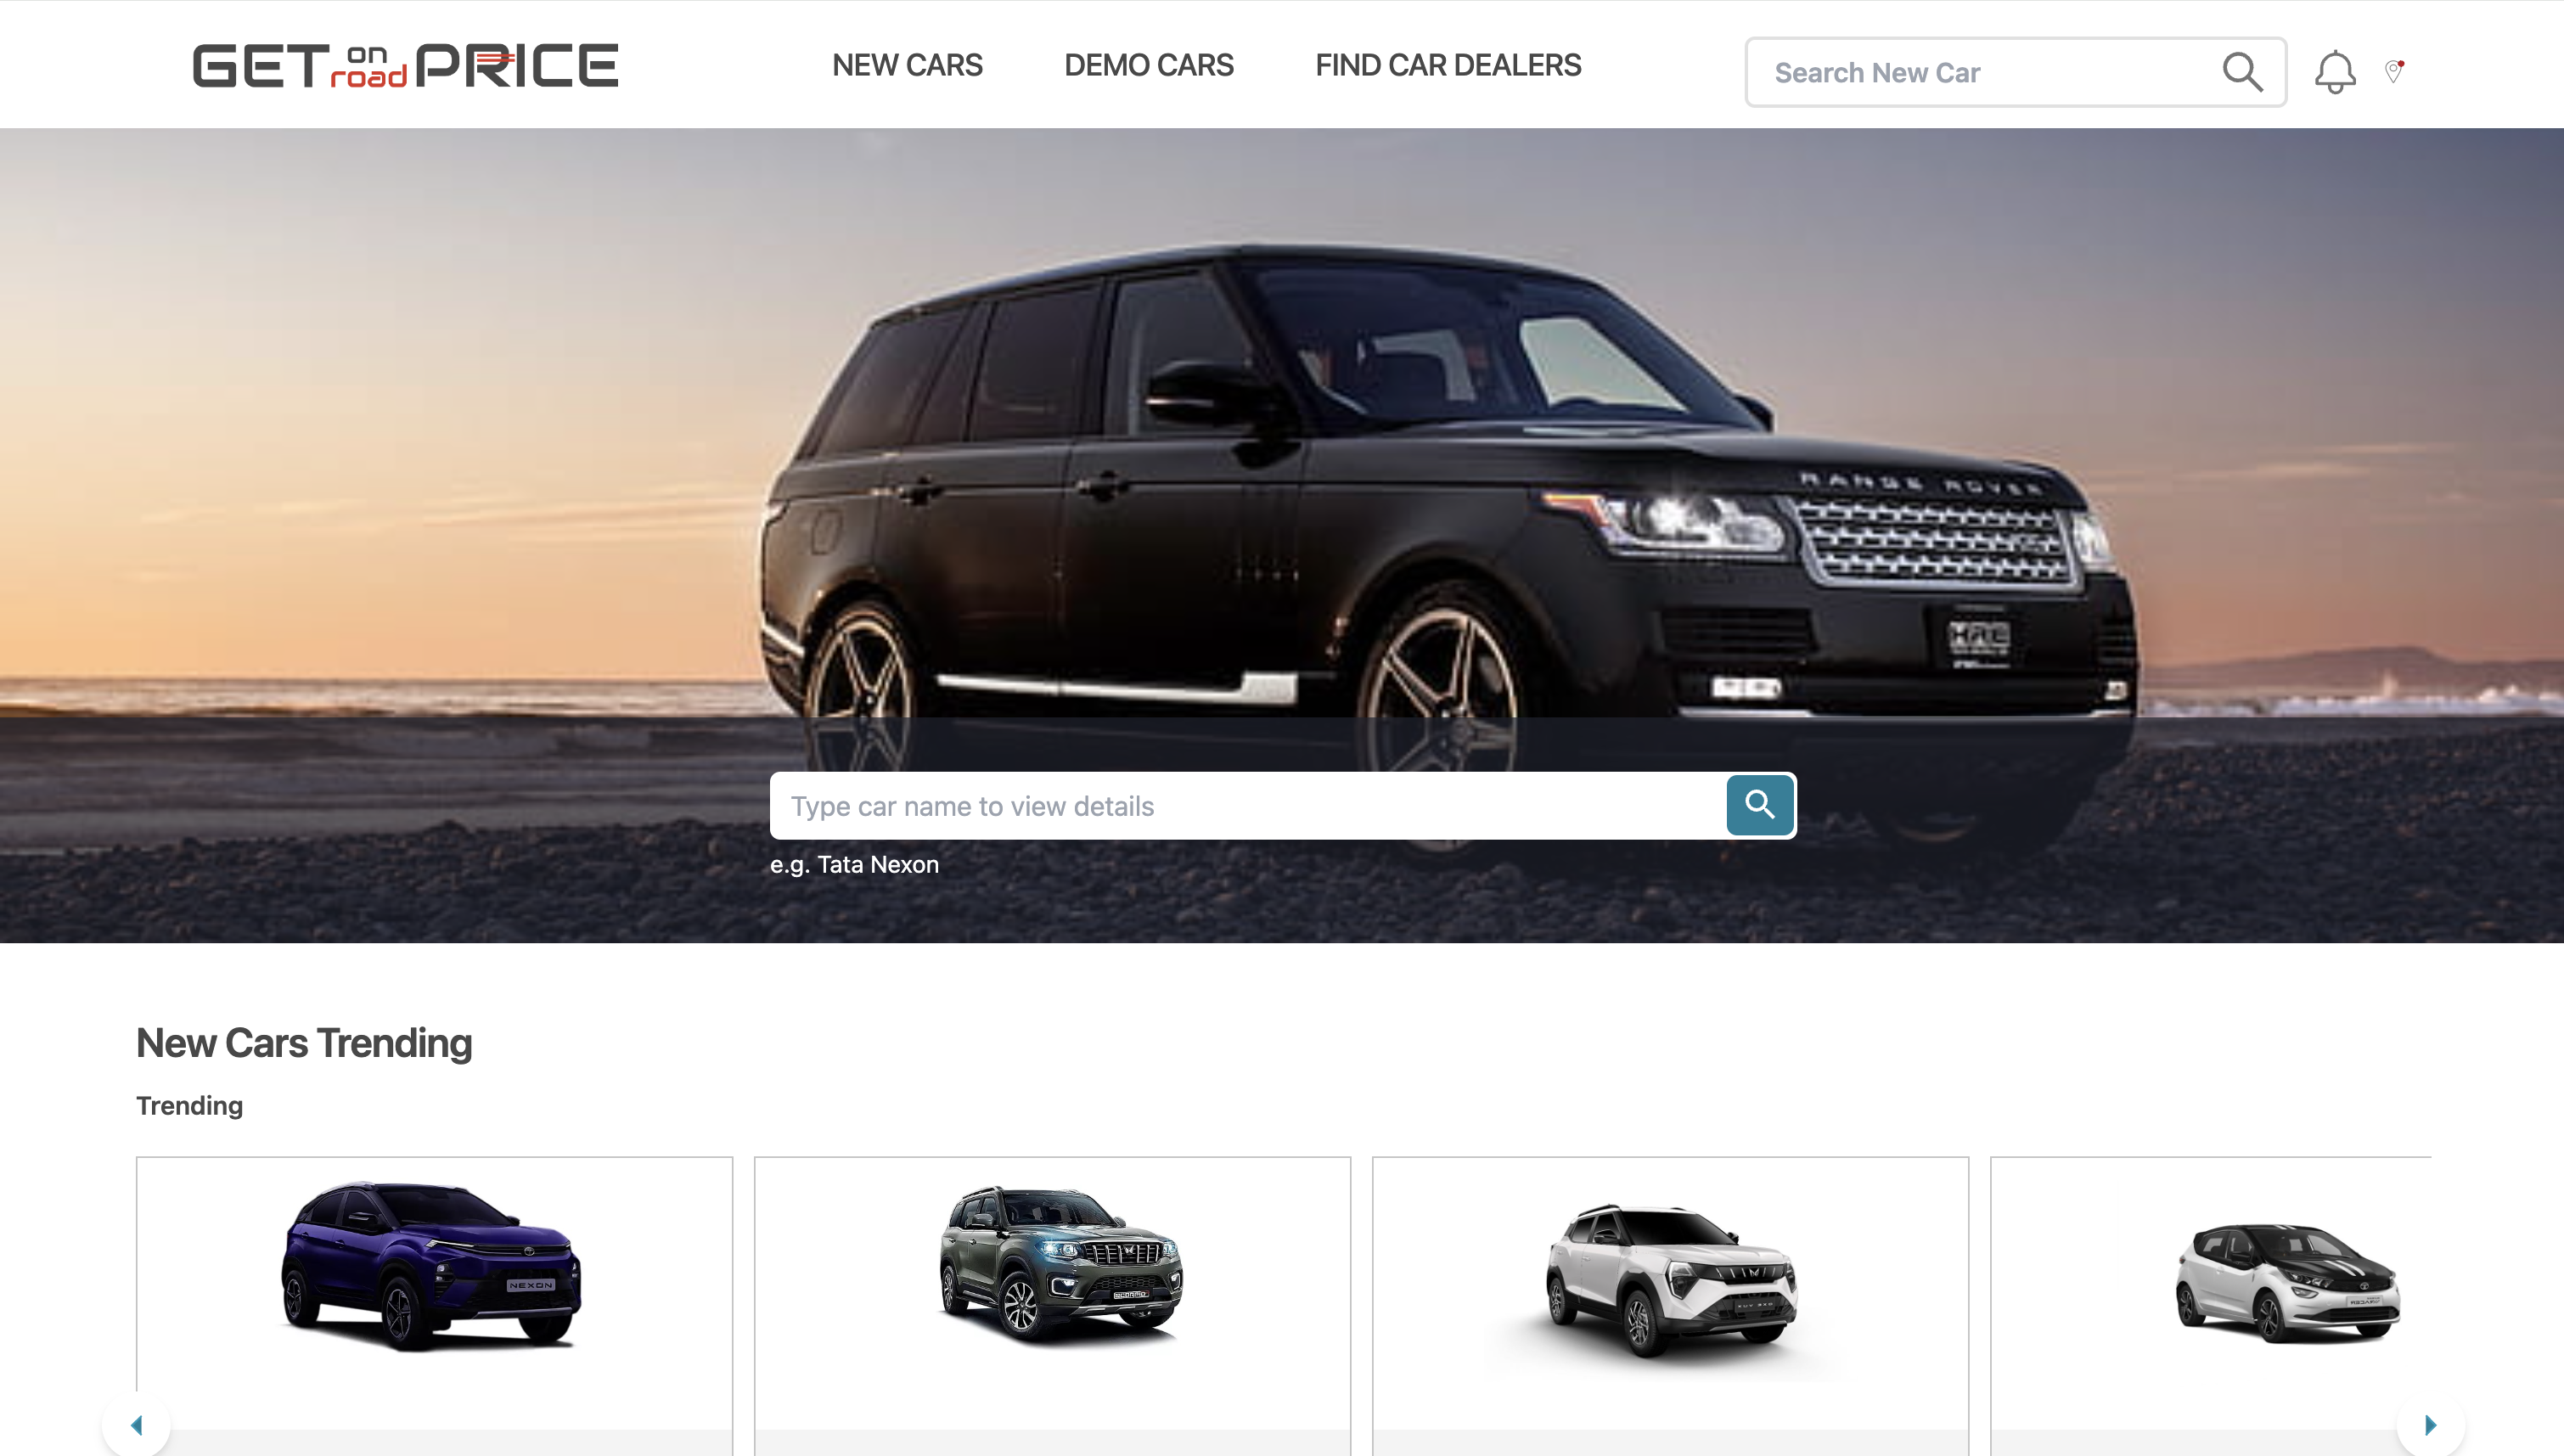 GET on road PRICE
NEW CARS
DEMO CARS
FIND CAR DEALERS
Search New Car
RANGE ROVER
HRE
Type car name to view details
e.g. Tata Nexon
New Cars Trending
Trending
NEXON